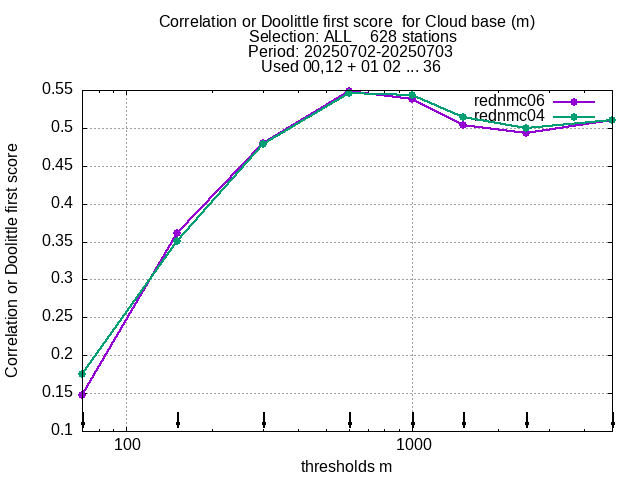 Correlation or Doolittle first score  for Cloud base (m)
Selection: ALL    628 stations
Period: 20250702-20250703
Used 00,12 + 01 02 ... 36
rednmc06
rednmc04
Correlation or Doolittle first score
0.55
0.5
0.45
0.4
0.35
0.3
0.25
0.2
0.15
0.1
100
1000
thresholds m